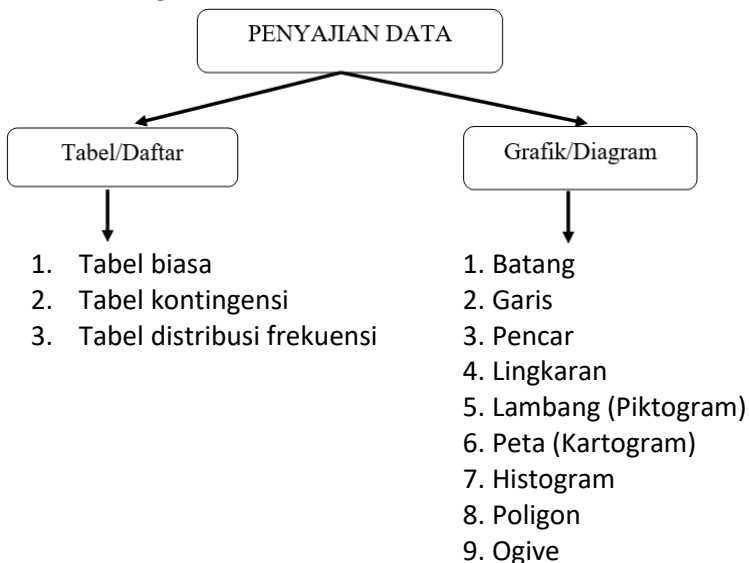 PENYAJIAN DATA
Tabel/Daftar
Grafik/Diagram
1. Tabel biasa
2. Tabel kontingensi
3. Tabel distribusi frekuensi
1. Batang
2. Garis
3. Pencar
4. Lingkaran
5. Lambang (Piktogram)
6. Peta (Kartogram)
7. Histogram
8. Poligon
9. Ogive